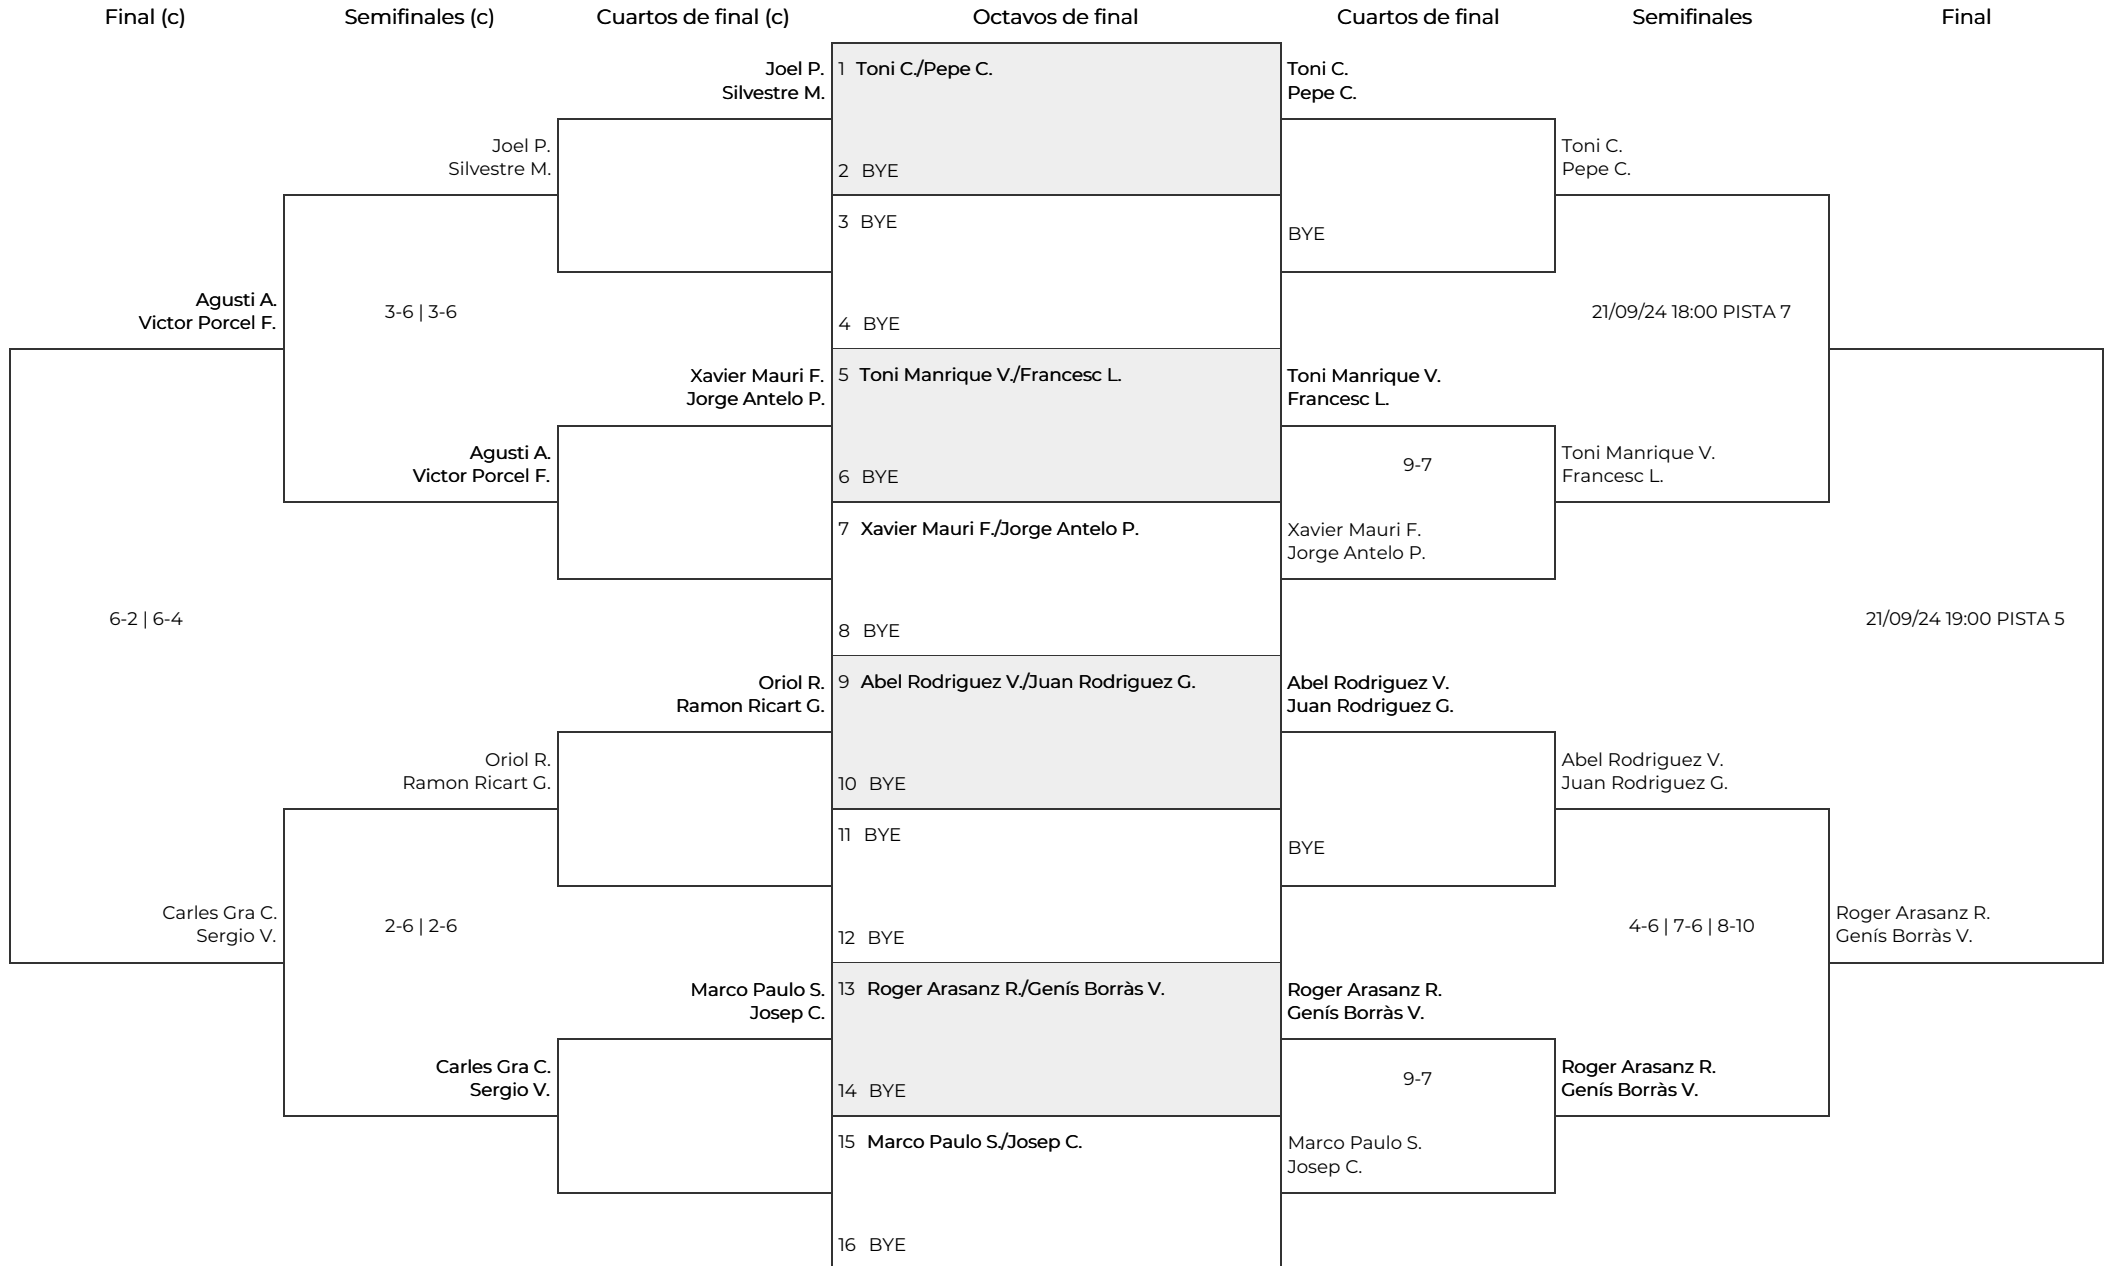 Final (c)
Semifinales (c)
Cuartos de final (c)
Octavos de final
Cuartos de final
Semifinales
Final
Agusti A.
Victor Porcel F.
6-2 | 6-4
Carles Gra C.
Sergio V.
Joel P.
Silvestre M.
3-6 | 3-6
Agusti A.
Victor Porcel F.
Oriol R.
Ramon Ricart G.
2-6 | 2-6
Carles Gra C.
Sergio V.
Joel P.
Silvestre M.
Xavier Mauri F.
Jorge Antelo P.
Oriol R.
Ramon Ricart G.
Marco Paulo S.
Josep C.
1 Toni C./Pepe C.
2 BYE
3 BYE
4 BYE
5 Toni Manrique V./Francesc L.
6 BYE
7 Xavier Mauri F./Jorge Antelo P.
8 BYE
9 Abel Rodriguez V./Juan Rodriguez G.
10 BYE
11 BYE
12 BYE
13 Roger Arasanz R./Genís Borràs V.
14 BYE
15 Marco Paulo S./Josep C.
16 BYE
Toni C.
Pepe C.
BYE
Toni Manrique V.
Francesc L.
9-7
Xavier Mauri F.
Jorge Antelo P.
Abel Rodriguez V.
Juan Rodriguez G.
BYE
Roger Arasanz R.
Genís Borràs V.
9-7
Marco Paulo S.
Josep C.
Toni C.
Pepe C.
21/09/24 18:00 PISTA 7
Toni Manrique V.
Francesc L.
Abel Rodriguez V.
Juan Rodriguez G.
4-6 | 7-6 | 8-10
Roger Arasanz R.
Genís Borràs V.
21/09/24 19:00 PISTA 5
Roger Arasanz R.
Genís Borràs V.